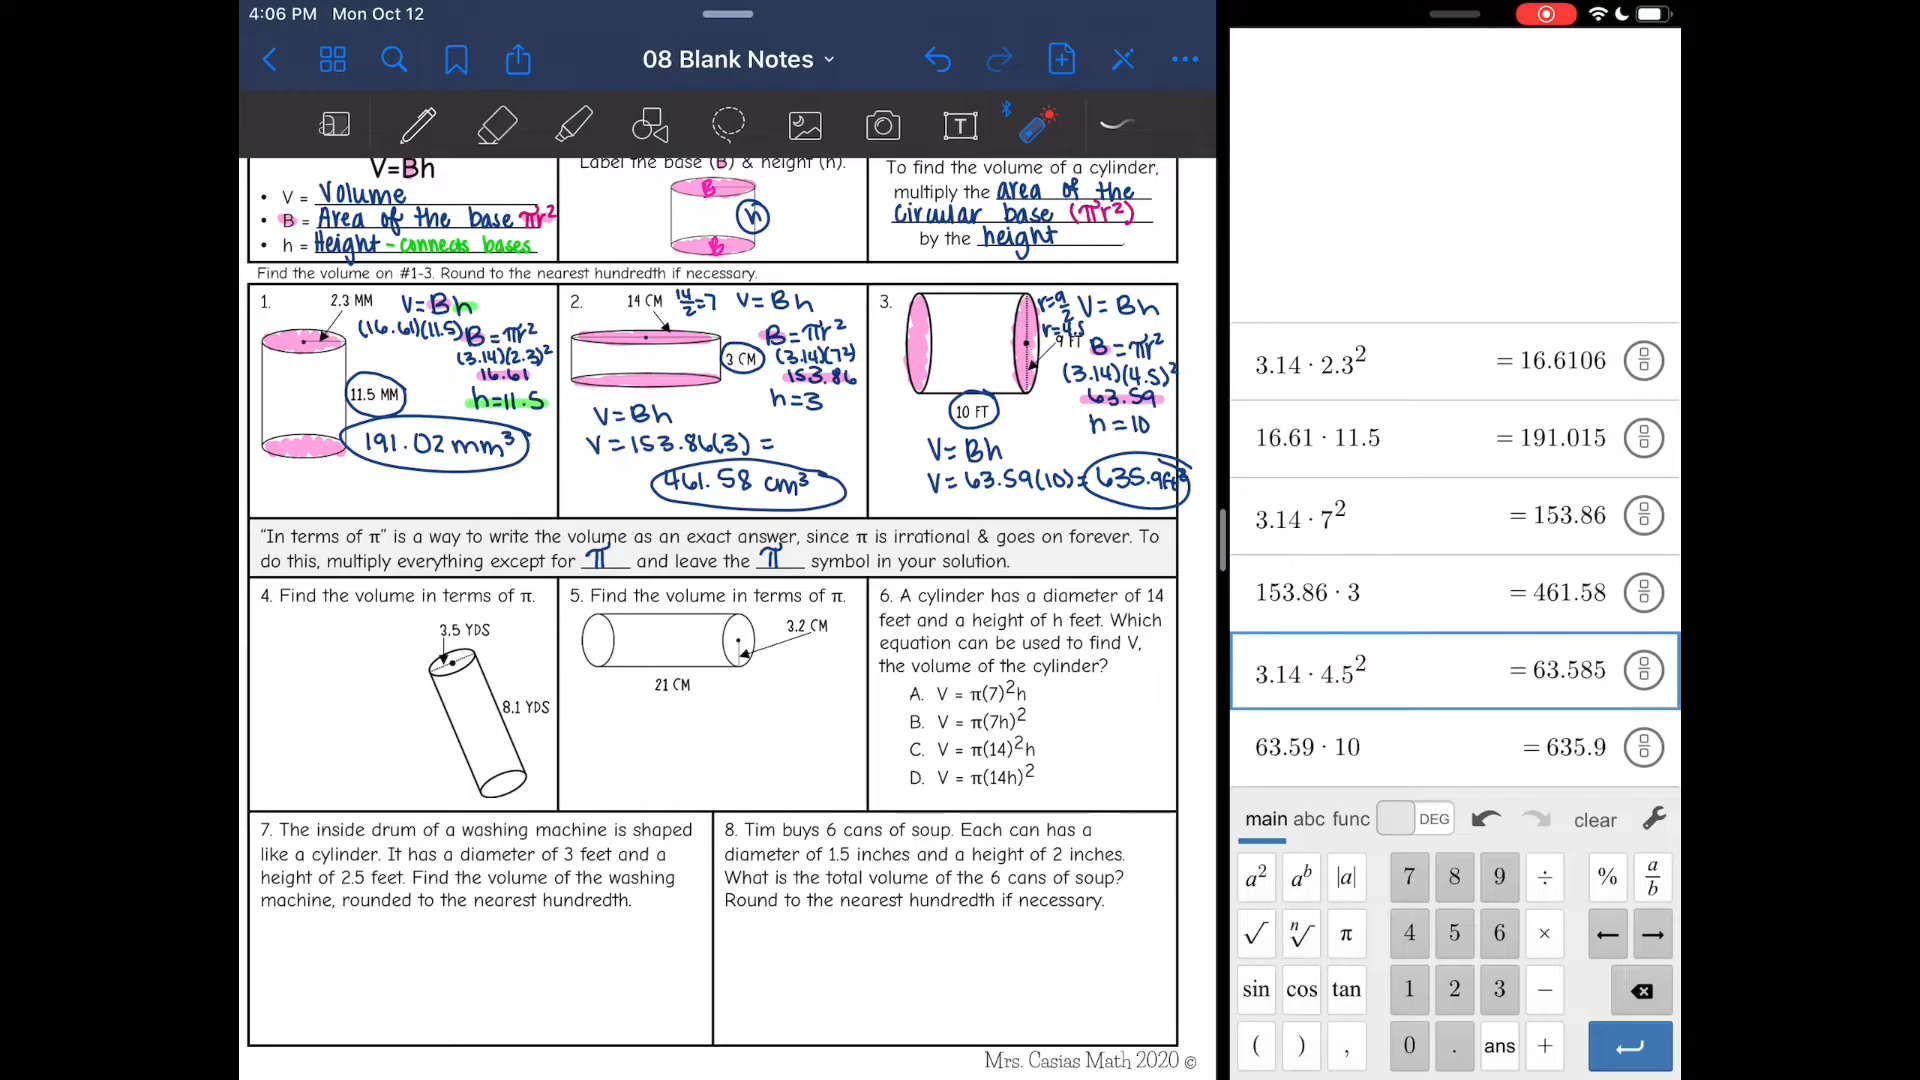 4:06 PM Mon Oct 12
08 Blank Notes
V=Bh
• V = Volume
• B = Area of the base πr²
• h = Height - connects bases
Label the base (B) & height (h).
B
h
B
To find the volume of a cylinder,
multiply the area of the
circular base (πr²)
by the height.
Find the volume on #1-3. Round to the nearest hundredth if necessary.
1.
2.3 MM
V=Bh
(16.61)(11.5)
B=πr²
(3.14)(2.3)²
16.61
h=11.5
11.5 MM
191.02 mm³
2.
14 CM
14/2=7
V=Bh
B=πr²
(3.14)(7²)
153.86
h=3
3 CM
V=Bh
V=153.86(3)=
461.58 cm³
3.
r=9/2
r=4.5
9 FT
V=Bh
B=πr²
(3.14)(4.5)²
63.59
h=10
10 FT
V=Bh
V=63.59(10)=635.9ft³
"In terms of π" is a way to write the volume as an exact answer, since π is irrational & goes on forever. To
do this, multiply everything except for π and leave the π symbol in your solution.
4. Find the volume in terms of π.
3.5 YDS
8.1 YDS
5. Find the volume in terms of π.
3.2 CM
21 CM
6. A cylinder has a diameter of 14
feet and a height of h feet. Which
equation can be used to find V,
the volume of the cylinder?
A. V = π(7)²h
B. V = π(7h)²
C. V = π(14)²h
D. V = π(14h)²
7. The inside drum of a washing machine is shaped
like a cylinder. It has a diameter of 3 feet and a
height of 2.5 feet. Find the volume of the washing
machine, rounded to the nearest hundredth.
8. Tim buys 6 cans of soup. Each can has a
diameter of 1.5 inches and a height of 2 inches.
What is the total volume of the 6 cans of soup?
Round to the nearest hundredth if necessary.
Mrs. Casias Math 2020 ©
3.14 · 2.3² = 16.6106
16.61 · 11.5 = 191.015
3.14 · 7² = 153.86
153.86 · 3 = 461.58
3.14 · 4.5² = 63.585
63.59 · 10 = 635.9
main abc func DEG clear
a² aᵇ |a| 7 8 9 ÷ % a/b
√ ⁿ√ π 4 5 6 × ← →
sin cos tan 1 2 3 −
( ) , 0 . ans +